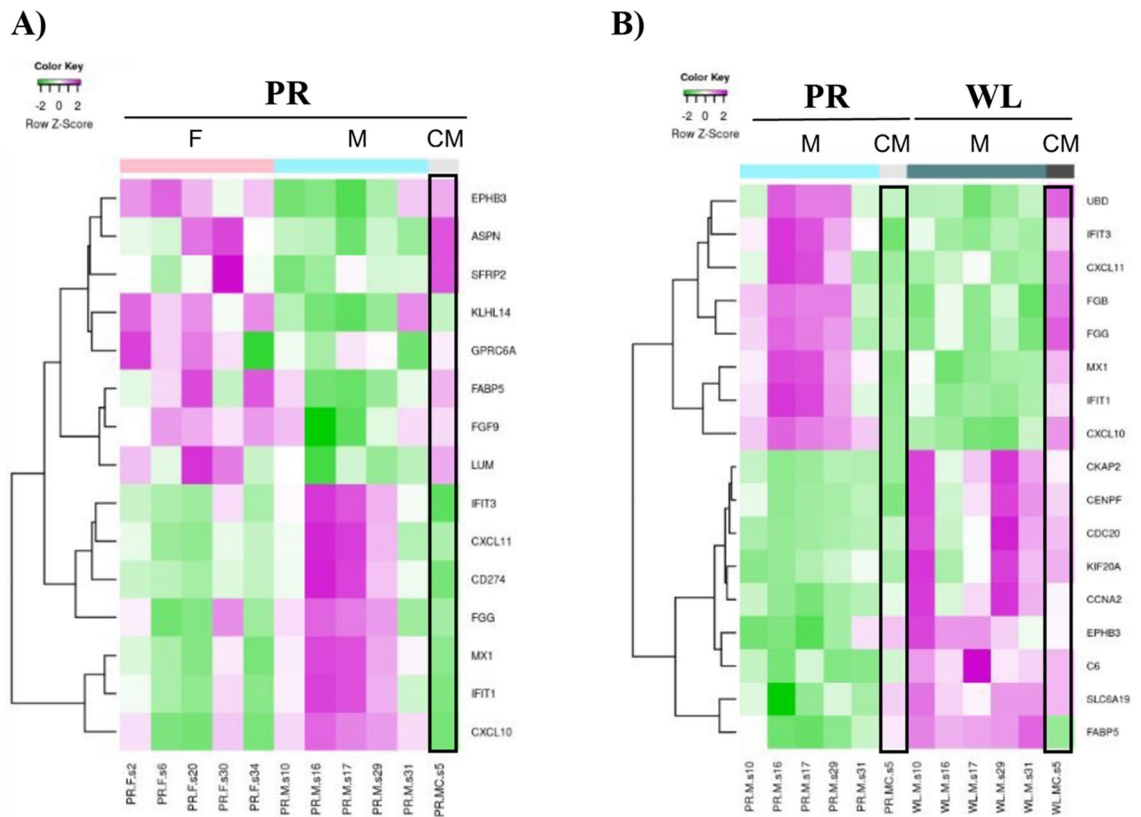 A)
Color Key
-2 0 2
Row Z-Score
PR
F M CM
EPHB3
ASPN
SFRP2
KLHL14
GPRC6A
FABP5
FGF9
LUM
IFIT3
CXCL11
CD274
FGG
MX1
IFIT1
CXCL10
PR.F.s2
PR.F.s6
PR.F.s20
PR.F.s30
PR.F.s34
PR.M.s10
PR.M.s16
PR.M.s17
PR.M.s29
PR.M.s31
PR.MC.s5
B)
Color Key
-2 0 2
Row Z-Score
PR WL
M CM M CM
UBD
IFIT3
CXCL11
FGB
FGG
MX1
IFIT1
CXCL10
CKAP2
CENPF
CDC20
KIF20A
CCNA2
EPHB3
C6
SLC6A19
FABP5
PR.M.s10
PR.M.s16
PR.M.s17
PR.M.s29
PR.M.s31
PR.MC.s5
WL.M.s10
WL.M.s16
WL.M.s17
WL.M.s29
WL.M.s31
WL.MC.s5